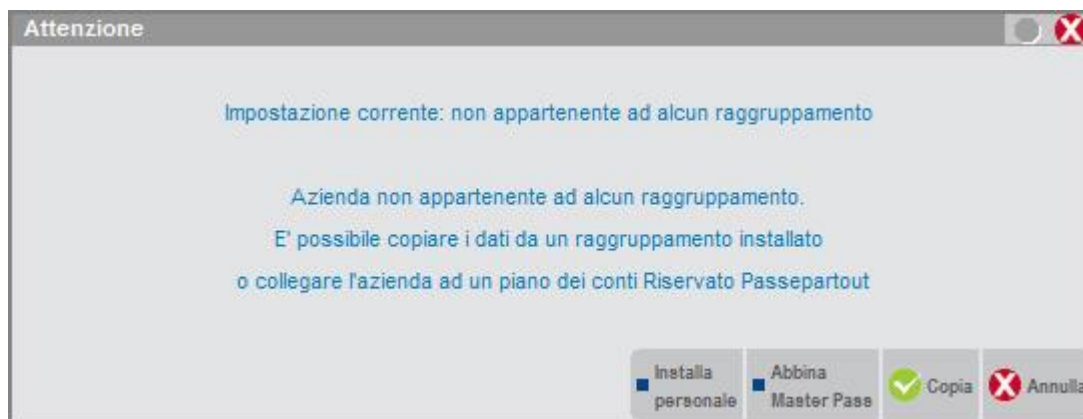 Attenzione
Impostazione corrente: non appartenente ad alcun raggruppamento
Azienda non appartenente ad alcun raggruppamento.
E' possibile copiare i dati da un raggruppamento installato
o collegare l'azienda ad un piano dei conti Riservato Passepartout
Installa
personale
Abbina
Master Pass
Copia
Annulla